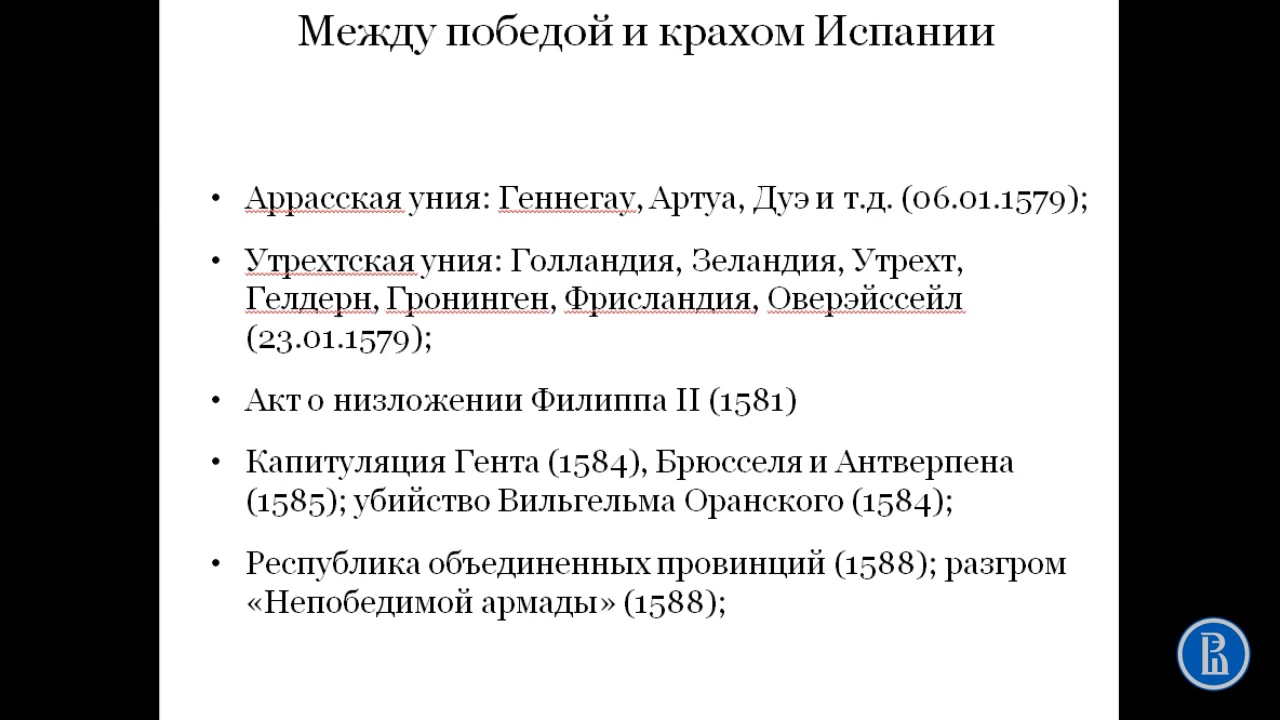 Между победой и крахом Испании
• Аррасская уния: Геннегау, Артуа, Дуэ и т.д. (06.01.1579);
• Утрехтская уния: Голландия, Зеландия, Утрехт,
Гелдерн, Гронинген, Фрисландия, Оверэйссейл
(23.01.1579);
• Акт о низложении Филиппа II (1581)
• Капитуляция Гента (1584), Брюсселя и Антверпена
(1585); убийство Вильгельма Оранского (1584);
• Республика объединенных провинций (1588); разгром
«Непобедимой армады» (1588);